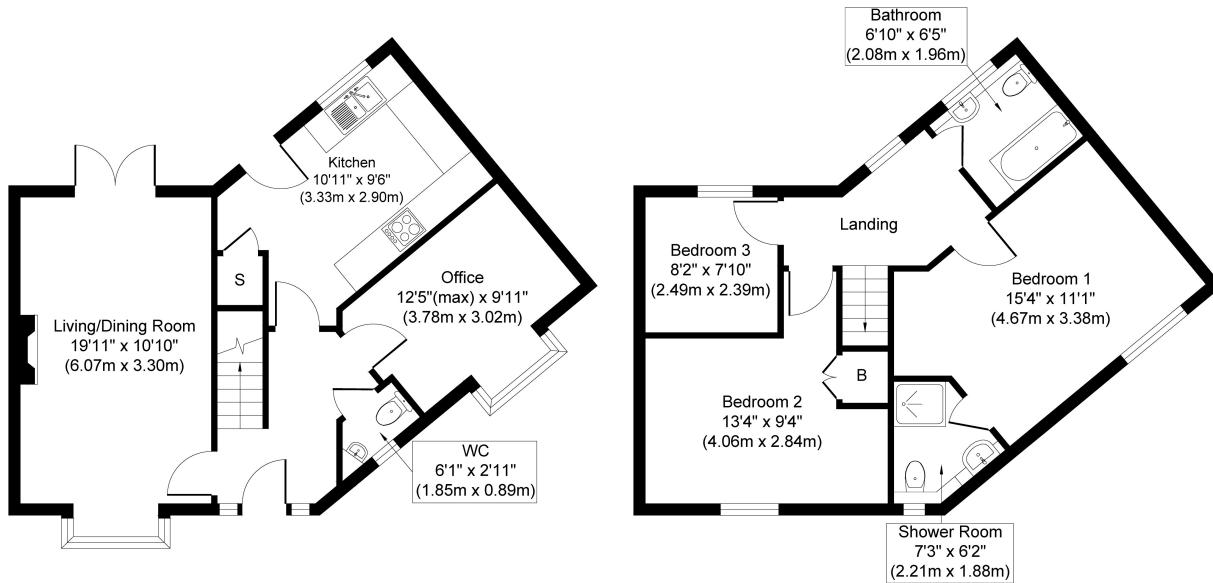 Kitchen
10'11" x 9'6"
(3.33m x 2.90m)
S
Office
12'5"(max) x 9'11"
(3.78m x 3.02m)
Living/Dining Room
19'11" x 10'10"
(6.07m x 3.30m)
WC
6'1" x 2'11"
(1.85m x 0.89m)
Bathroom
6'10" x 6'5"
(2.08m x 1.96m)
Landing
Bedroom 3
8'2" x 7'10"
(2.49m x 2.39m)
Bedroom 1
15'4" x 11'1"
(4.67m x 3.38m)
B
Bedroom 2
13'4" x 9'4"
(4.06m x 2.84m)
Shower Room
7'3" x 6'2"
(2.21m x 1.88m)